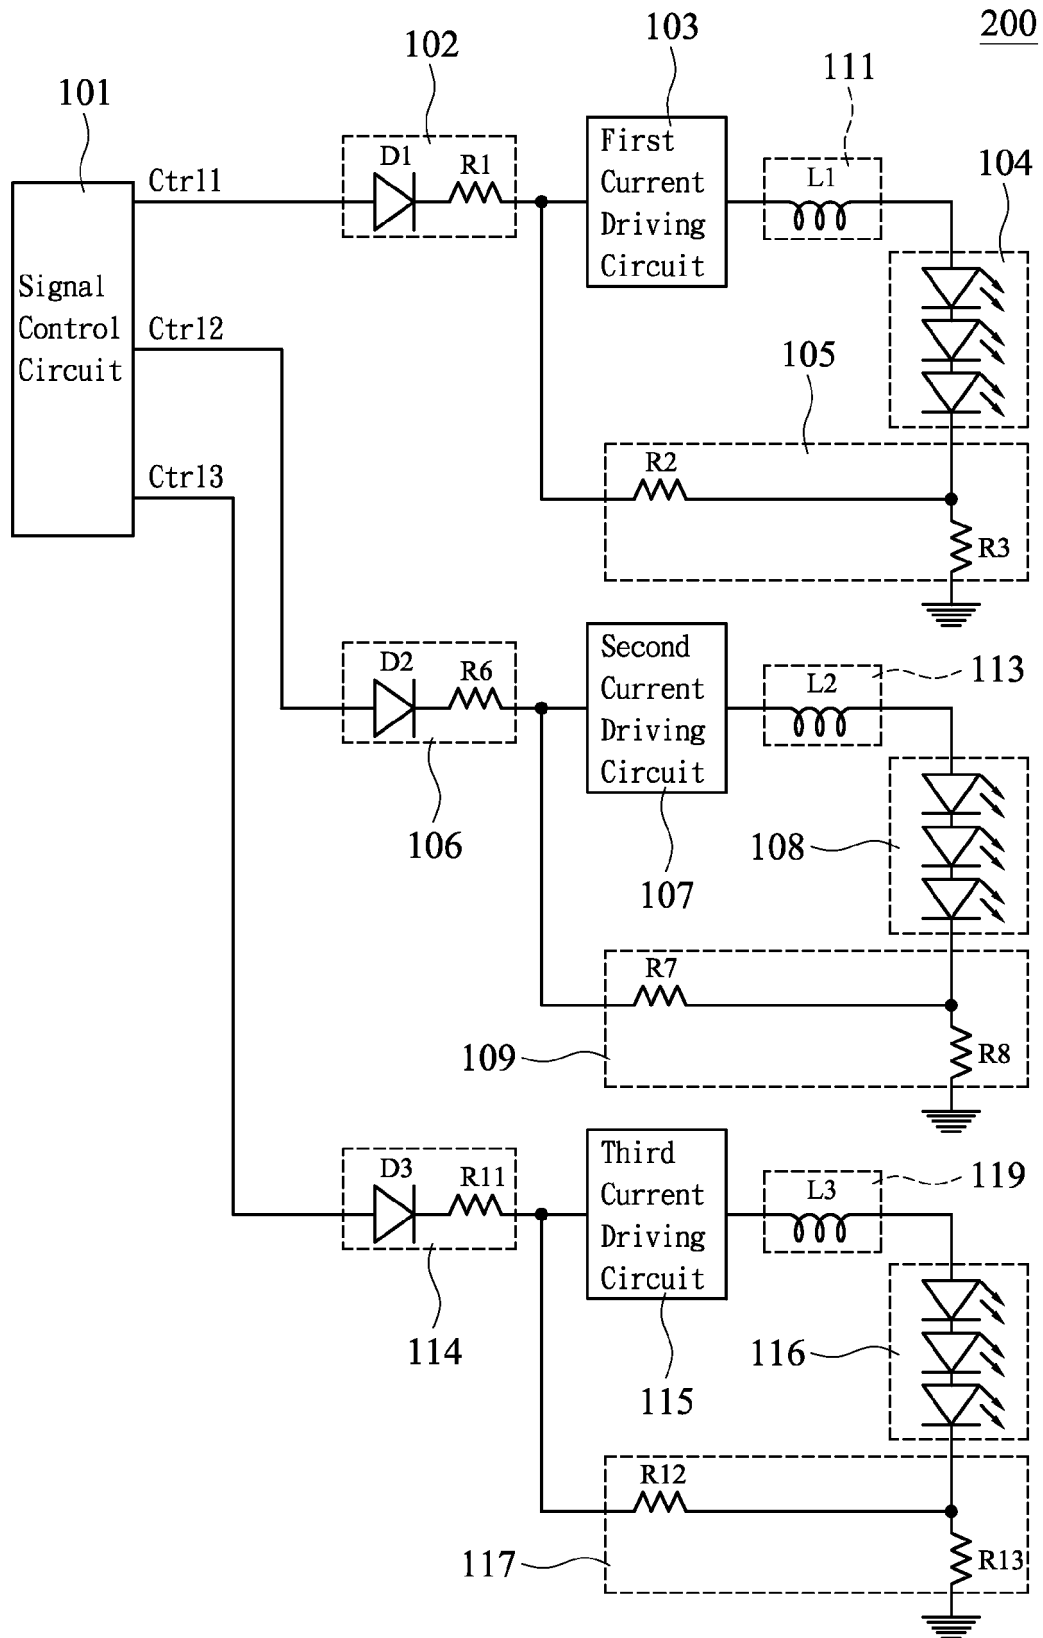 200
103
102
111
101
D1
R1
First
Current
Driving
Circuit
L1
104
Ctrl1
Signal
Control
Circuit
Ctrl2
105
Ctrl3
R2
R3
D2
R6
Second
Current
Driving
Circuit
L2
113
106
107
108
R7
109
R8
D3
R11
Third
Current
Driving
Circuit
L3
119
114
115
116
R12
117
R13